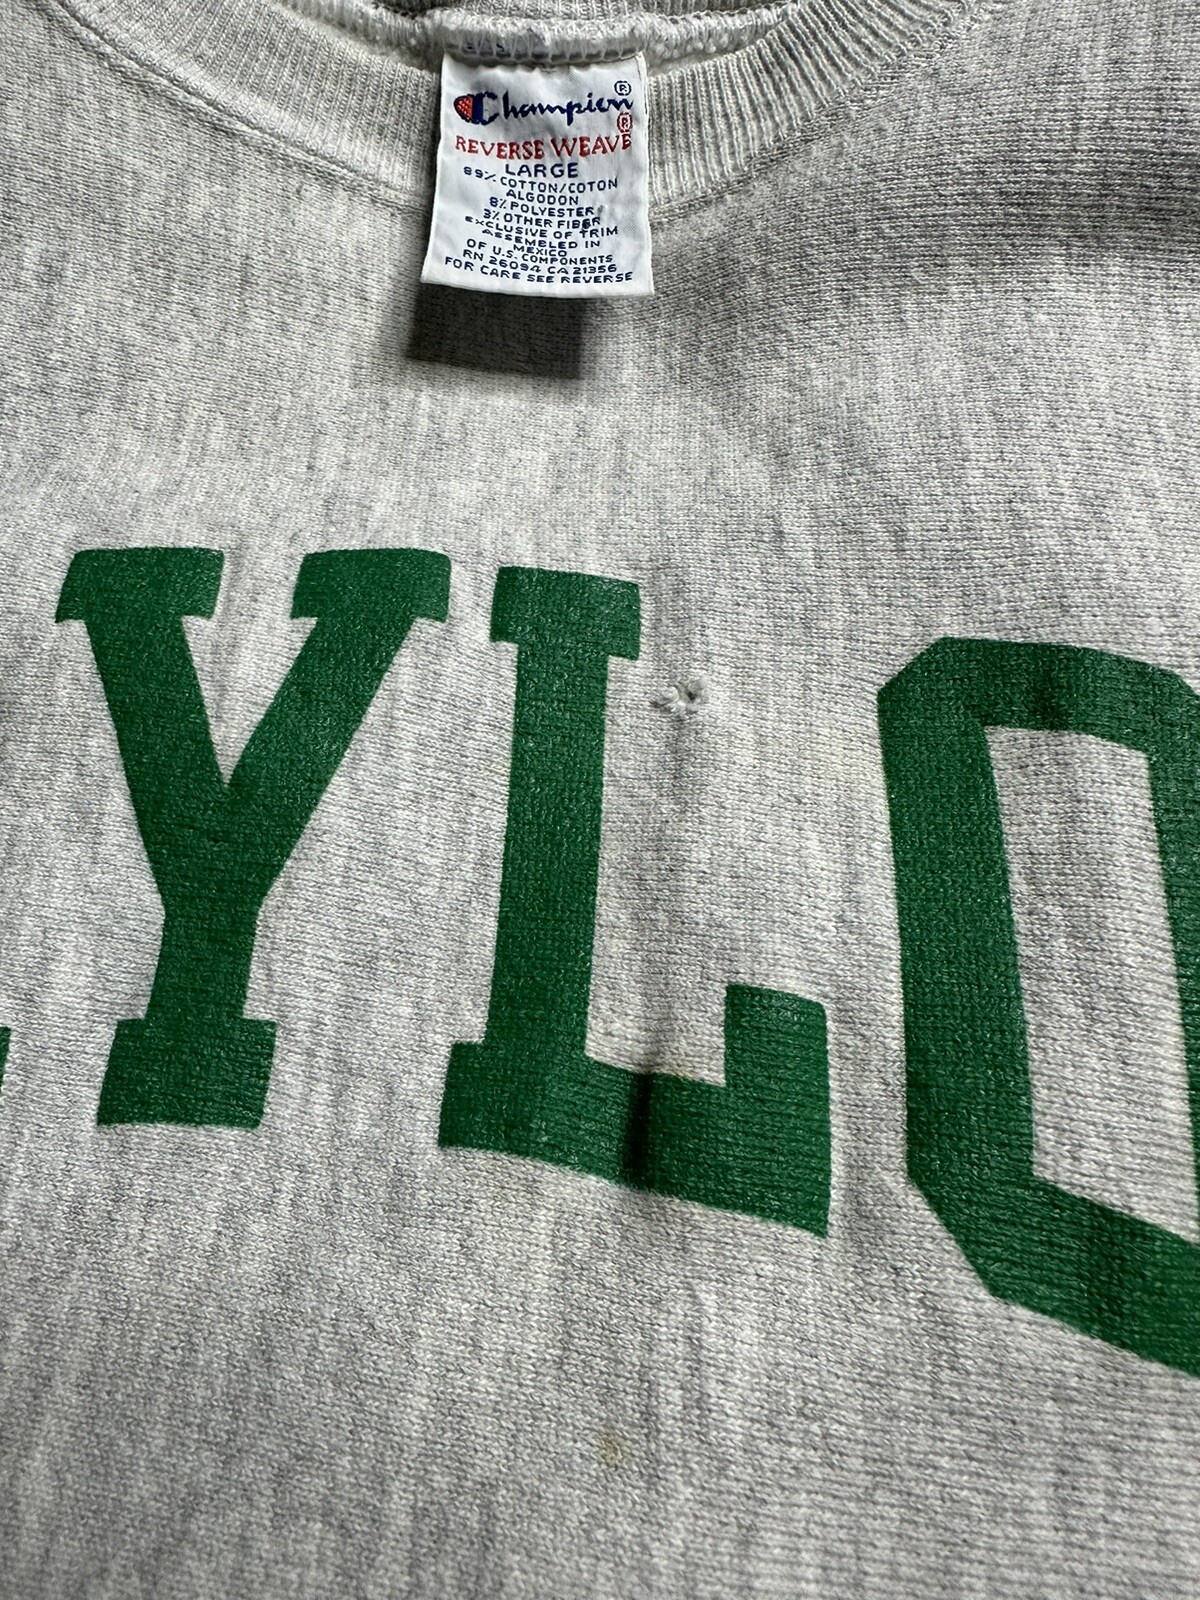 Champion®
®
REVERSE WEAVE
LARGE
89% COTTON/COTON
ALGODON
8% POLYESTER
3% OTHER FIBER
EXCLUSIVE OF TRIM
ASSEMBLED IN
MEXICO
OF U.S. COMPONENTS
RN 26094 CA 21356
FOR CARE SEE REVERSE
YLO